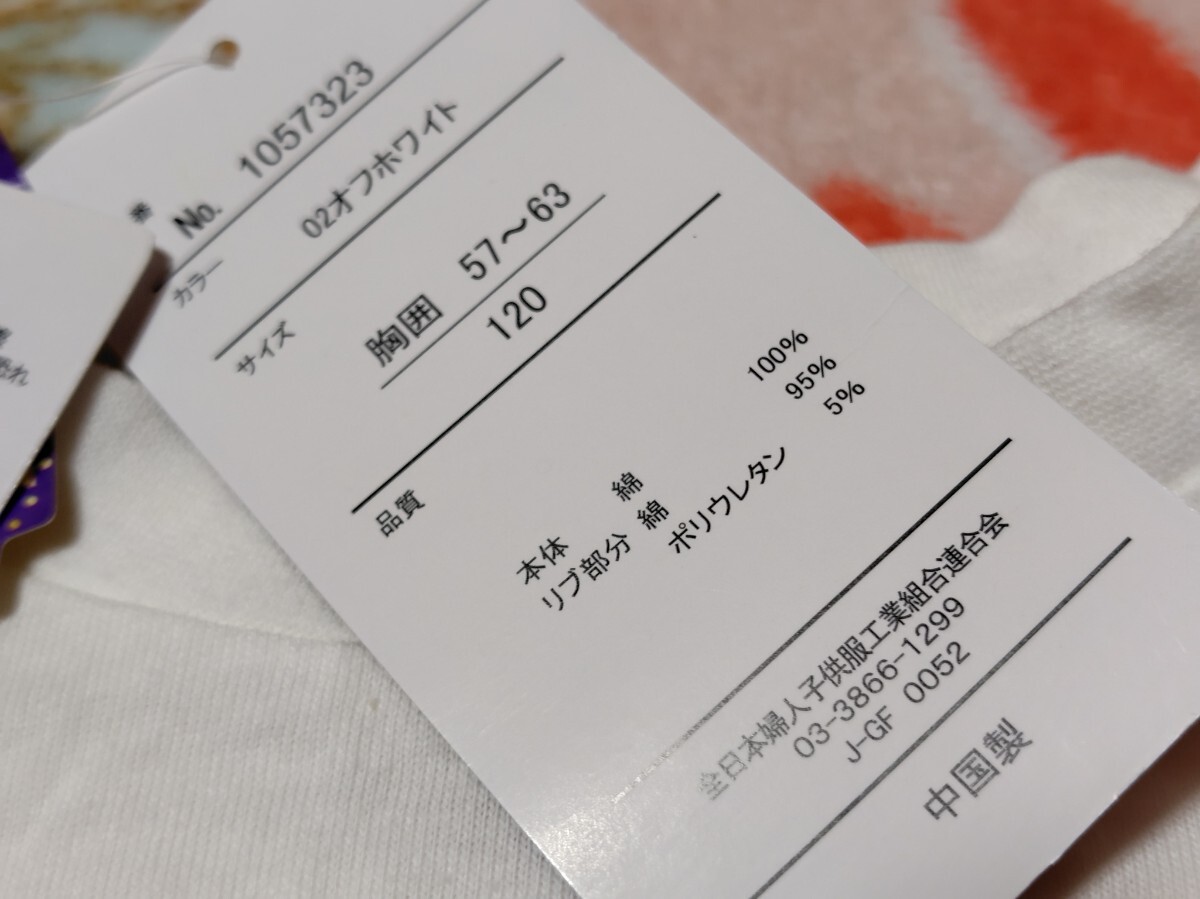 番
No. 1057323
カラー 02オフホワイト
サイズ 胸囲 57～63
120
品質
本体 綿 100%
リブ部分 綿 95%
ポリウレタン 5%
全日本婦人子供服工業組合連合会
03-3866-1299
J-GF 0052
中国製
れ